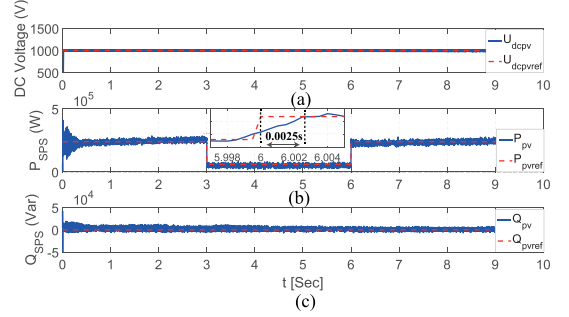 DC Voltage (V)
1500
1000
500
0 1 2 3 4 5 6 7 8 9 10
U_dcpv
U_dcpvref
(a)
×10^5
P_SPS (W)
5
0
0.0025s
5.998 6 6.002 6.004
0 1 2 3 4 5 6 7 8 9 10
P_pv
P_pvref
(b)
×10^4
Q_SPS (Var)
5
0
-5
0 1 2 3 4 5 6 7 8 9 10
Q_pv
Q_pvref
t [Sec]
(c)